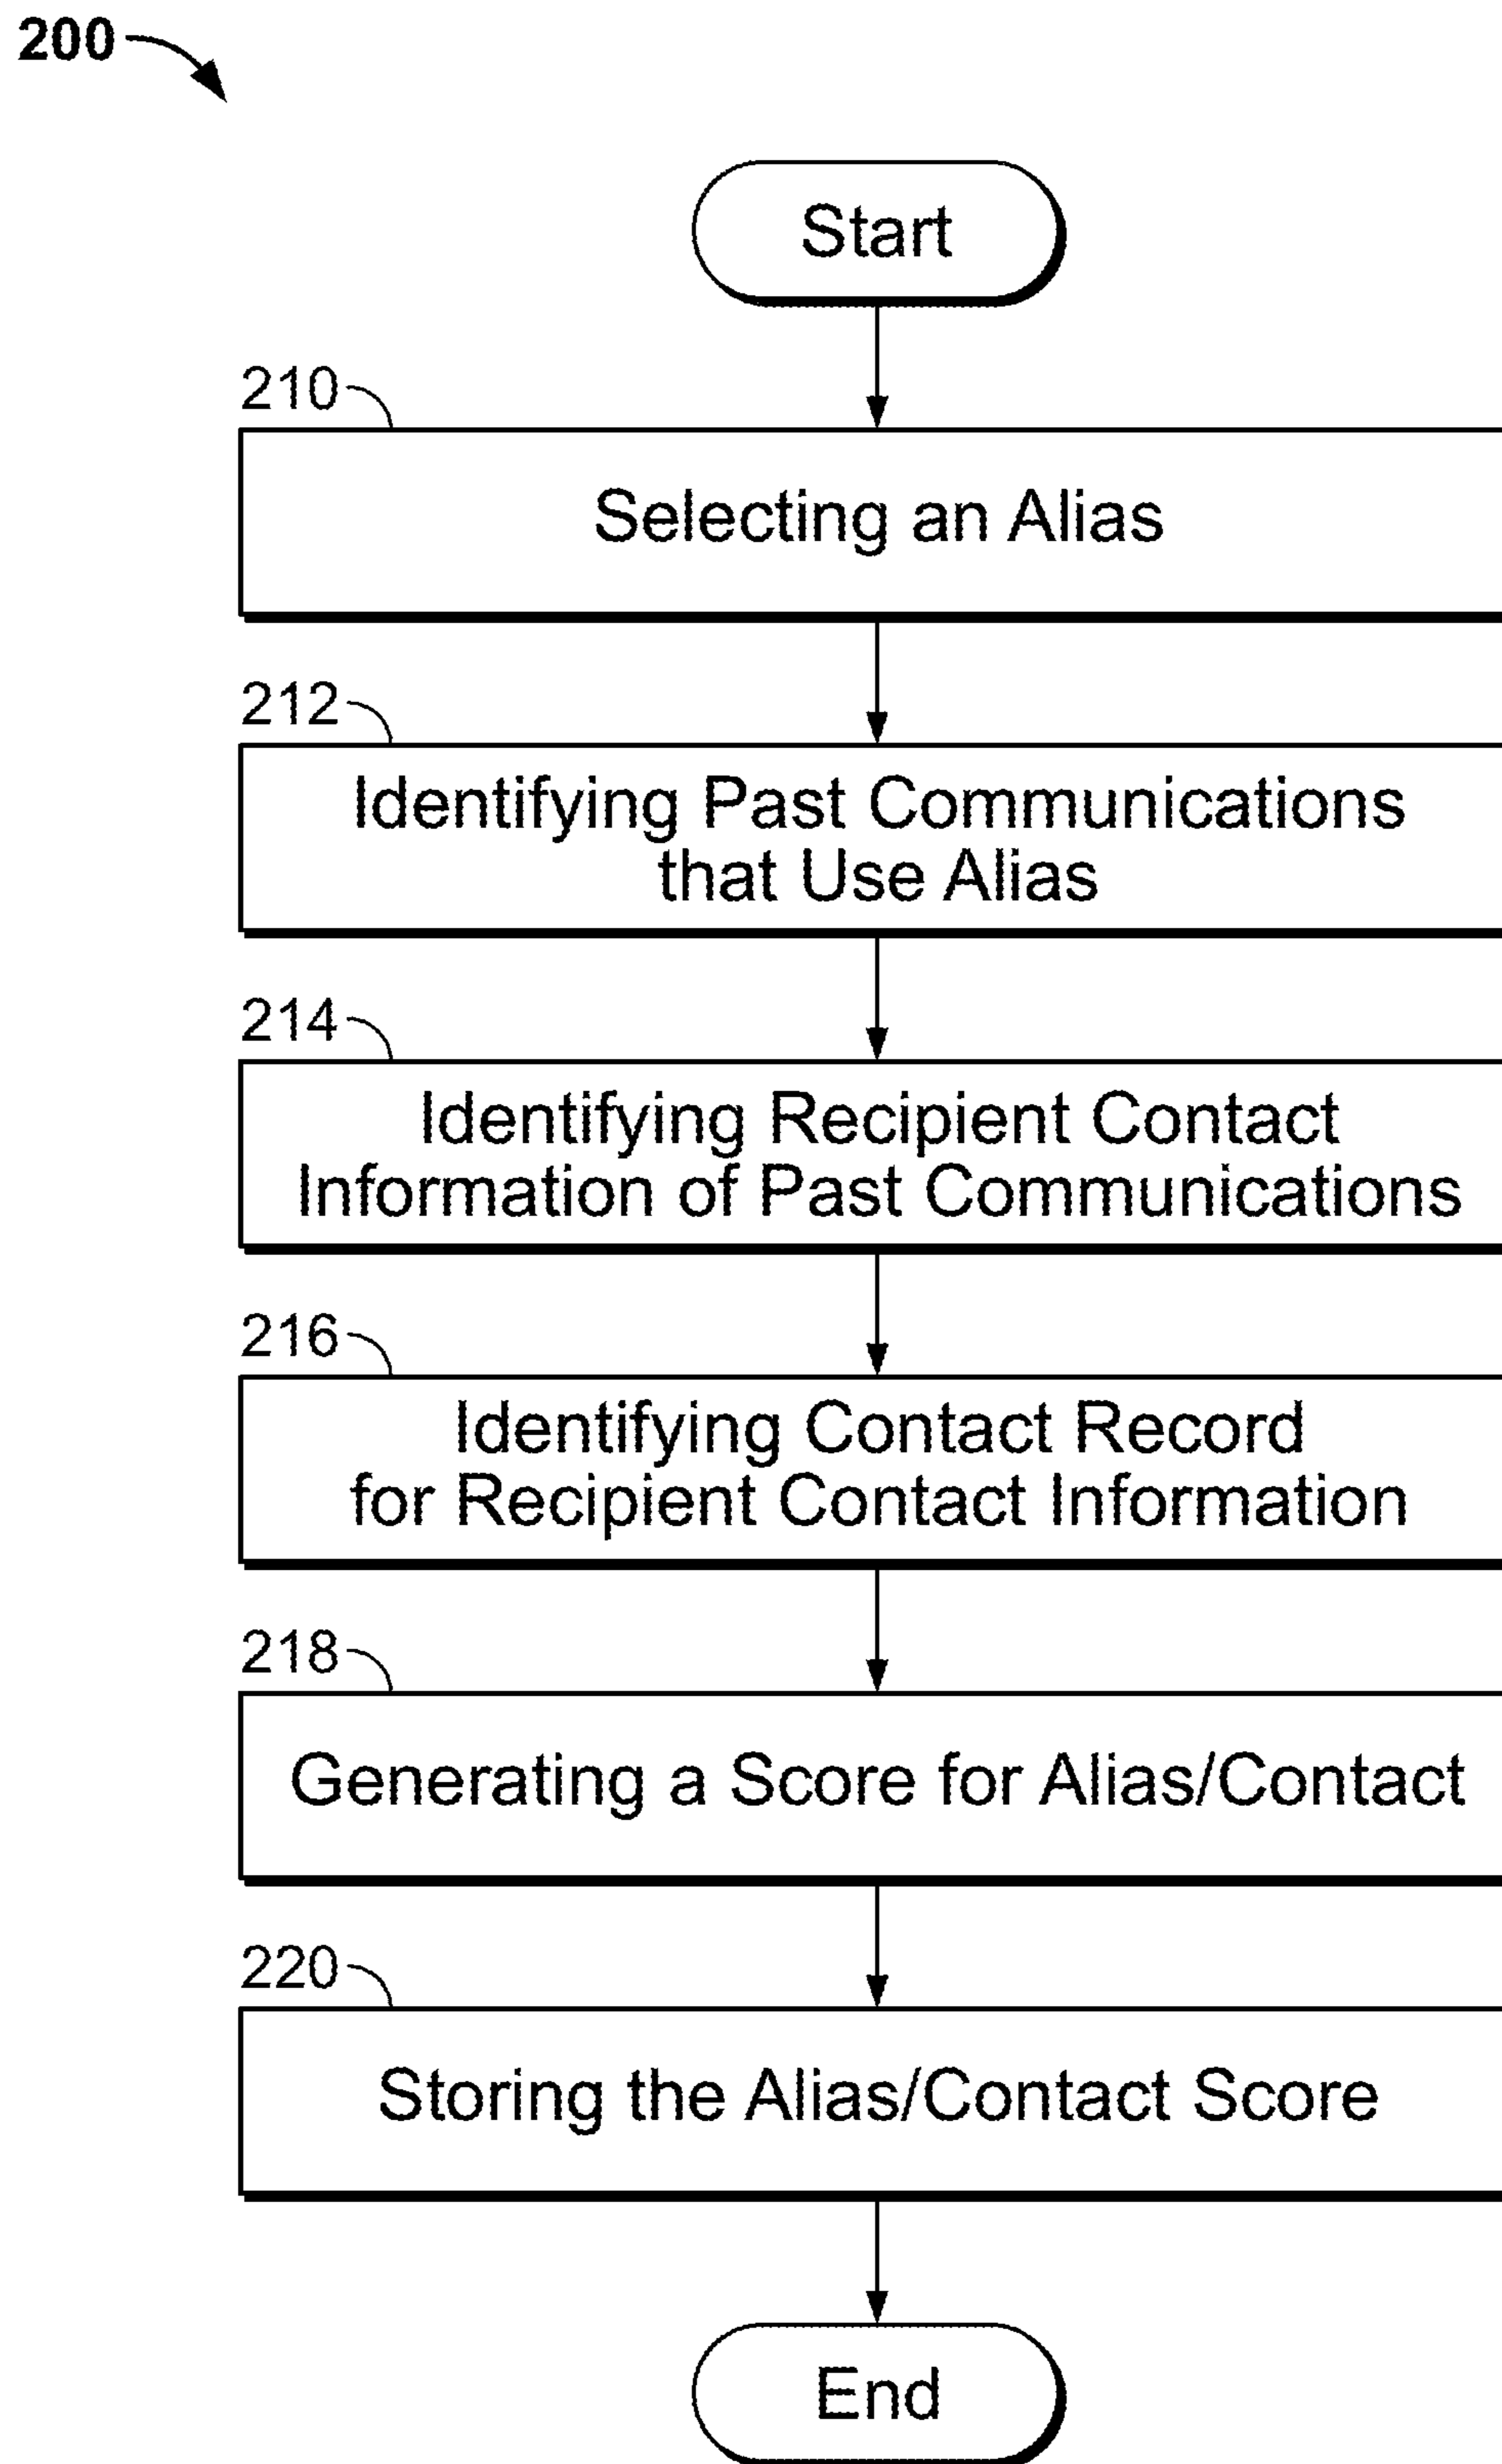 200
Start
210
Selecting an Alias
212
Identifying Past Communications
that Use Alias
214
Identifying Recipient Contact
Information of Past Communications
216
Identifying Contact Record
for Recipient Contact Information
218
Generating a Score for Alias/Contact
220
Storing the Alias/Contact Score
End